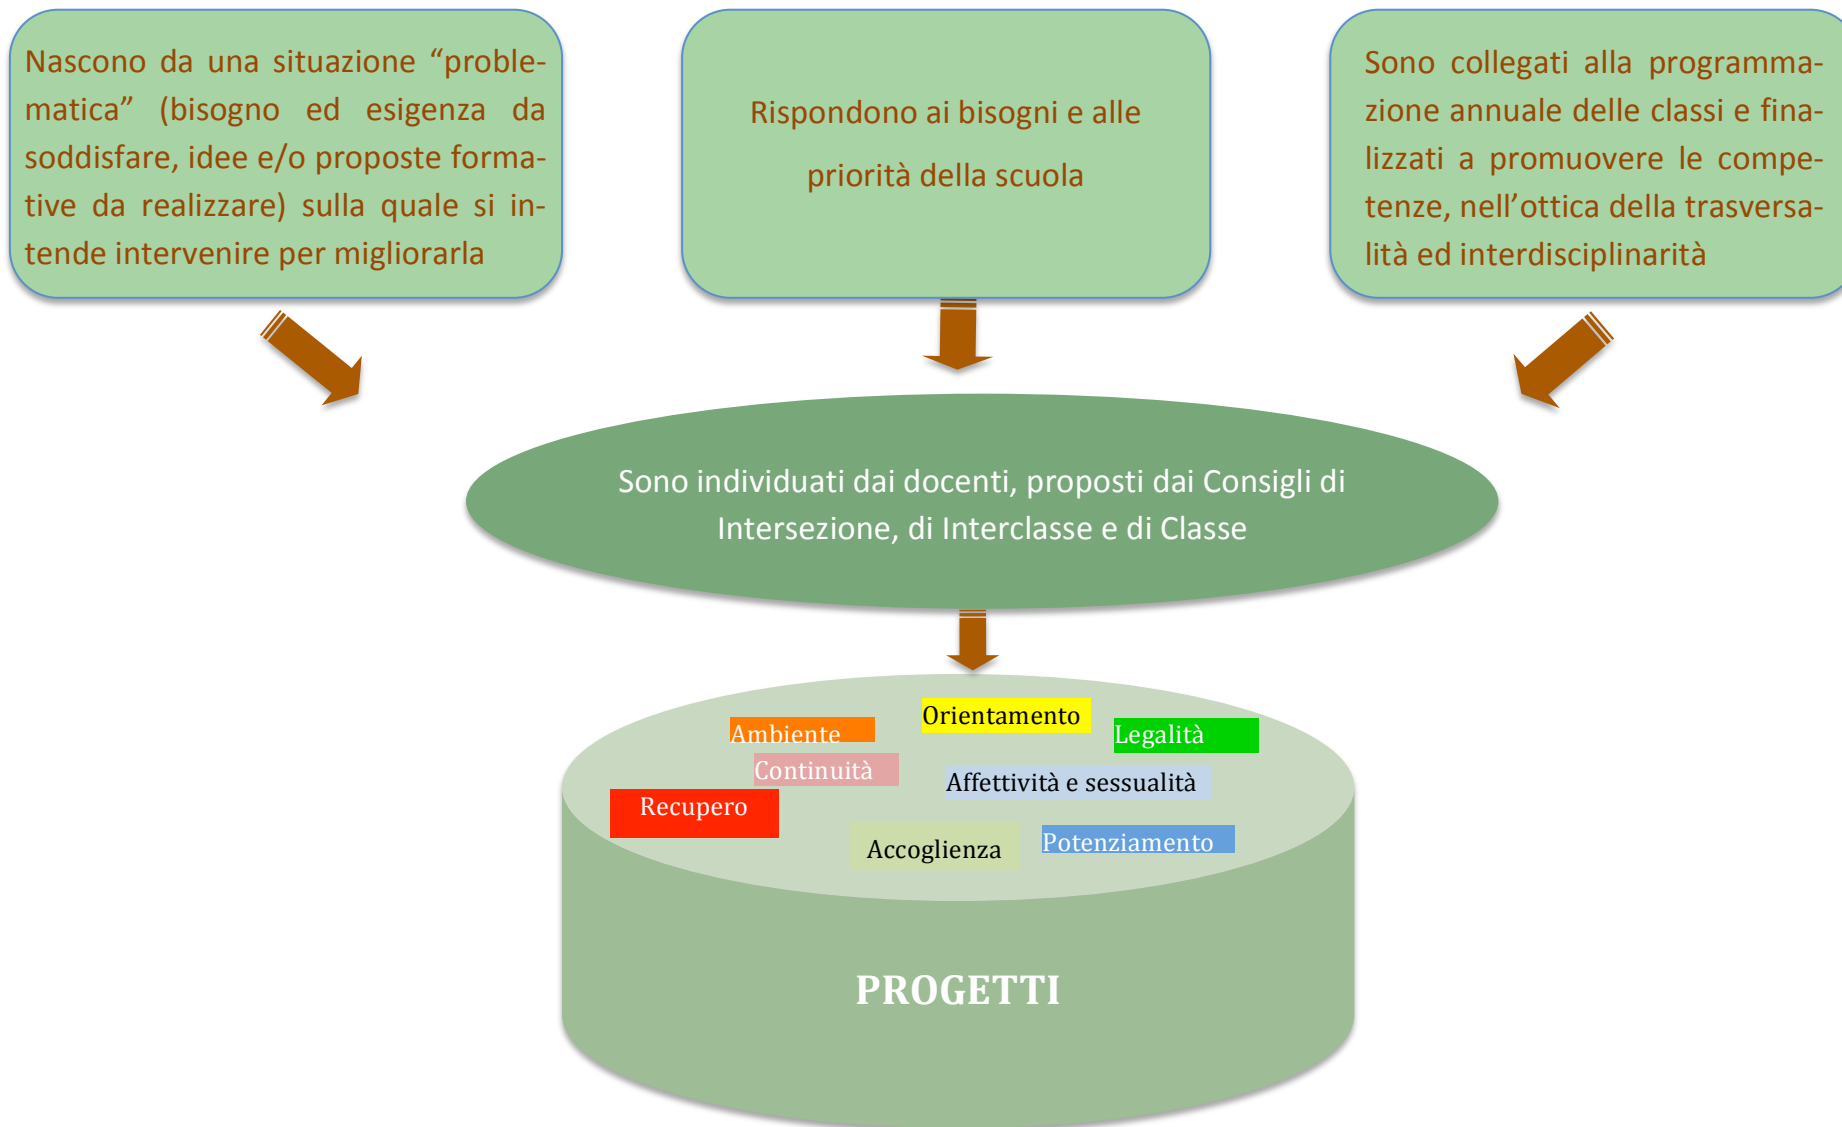 Nascono da una situazione “proble-
matica” (bisogno ed esigenza da
soddisfare, idee e/o proposte forma-
tive da realizzare) sulla quale si in-
tende intervenire per migliorarla
Rispondono ai bisogni e alle
priorità della scuola
Sono collegati alla programma-
zione annuale delle classi e fina-
lizzati a promuovere le compe-
tenze, nell’ottica della trasversa-
lità ed interdisciplinarità
Sono individuati dai docenti, proposti dai Consigli di
Intersezione, di Interclasse e di Classe
Orientamento
Ambiente
Legalità
Continuità
Affettività e sessualità
Recupero
Accoglienza
Potenziamento
PROGETTI